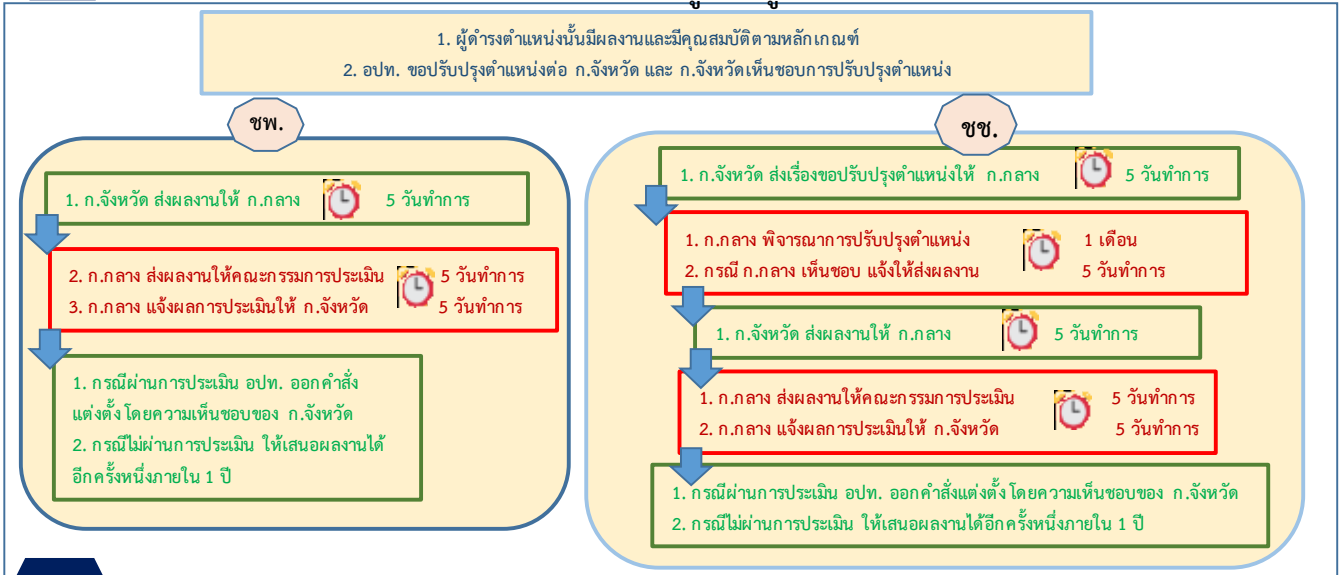 1. ผู้ดำรงตำแหน่งนั้นมีผลงานและมีคุณสมบัติตามหลักเกณฑ์
2. อปท. ขอปรับปรุงตำแหน่งต่อ ก.จังหวัด และ ก.จังหวัดเห็นชอบการปรับปรุงตำแหน่ง
ชพ.
1. ก.จังหวัด ส่งผลงานให้ ก.กลาง 5 วันทำการ
2. ก.กลาง ส่งผลงานให้คณะกรรมการประเมิน 5 วันทำการ
3. ก.กลาง แจ้งผลการประเมินให้ ก.จังหวัด 5 วันทำการ
1. กรณีผ่านการประเมิน อปท. ออกคำสั่ง
แต่งตั้ง โดยความเห็นชอบของ ก.จังหวัด
2. กรณีไม่ผ่านการประเมิน ให้เสนอผลงานได้
อีกครั้งหนึ่งภายใน 1 ปี
ชช.
1. ก.จังหวัด ส่งเรื่องขอปรับปรุงตำแหน่งให้ ก.กลาง 5 วันทำการ
1. ก.กลาง พิจารณาการปรับปรุงตำแหน่ง 1 เดือน
2. กรณี ก.กลาง เห็นชอบ แจ้งให้ส่งผลงาน 5 วันทำการ
1. ก.จังหวัด ส่งผลงานให้ ก.กลาง 5 วันทำการ
1. ก.กลาง ส่งผลงานให้คณะกรรมการประเมิน 5 วันทำการ
2. ก.กลาง แจ้งผลการประเมินให้ ก.จังหวัด 5 วันทำการ
1. กรณีผ่านการประเมิน อปท. ออกคำสั่งแต่งตั้ง โดยความเห็นชอบของ ก.จังหวัด
2. กรณีไม่ผ่านการประเมิน ให้เสนอผลงานได้อีกครั้งหนึ่งภายใน 1 ปี